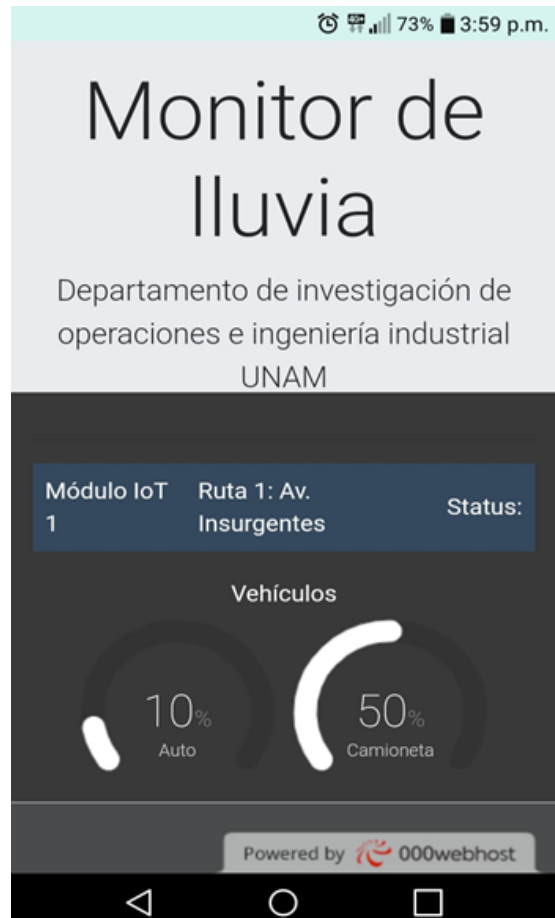 4G+ 73% 3:59 p.m.
Monitor de
lluvia
Departamento de investigación de
operaciones e ingeniería industrial
UNAM
Módulo IoT
1
Ruta 1: Av.
Insurgentes
Status:
Vehículos
10%
Auto
50%
Camioneta
Powered by 000webhost